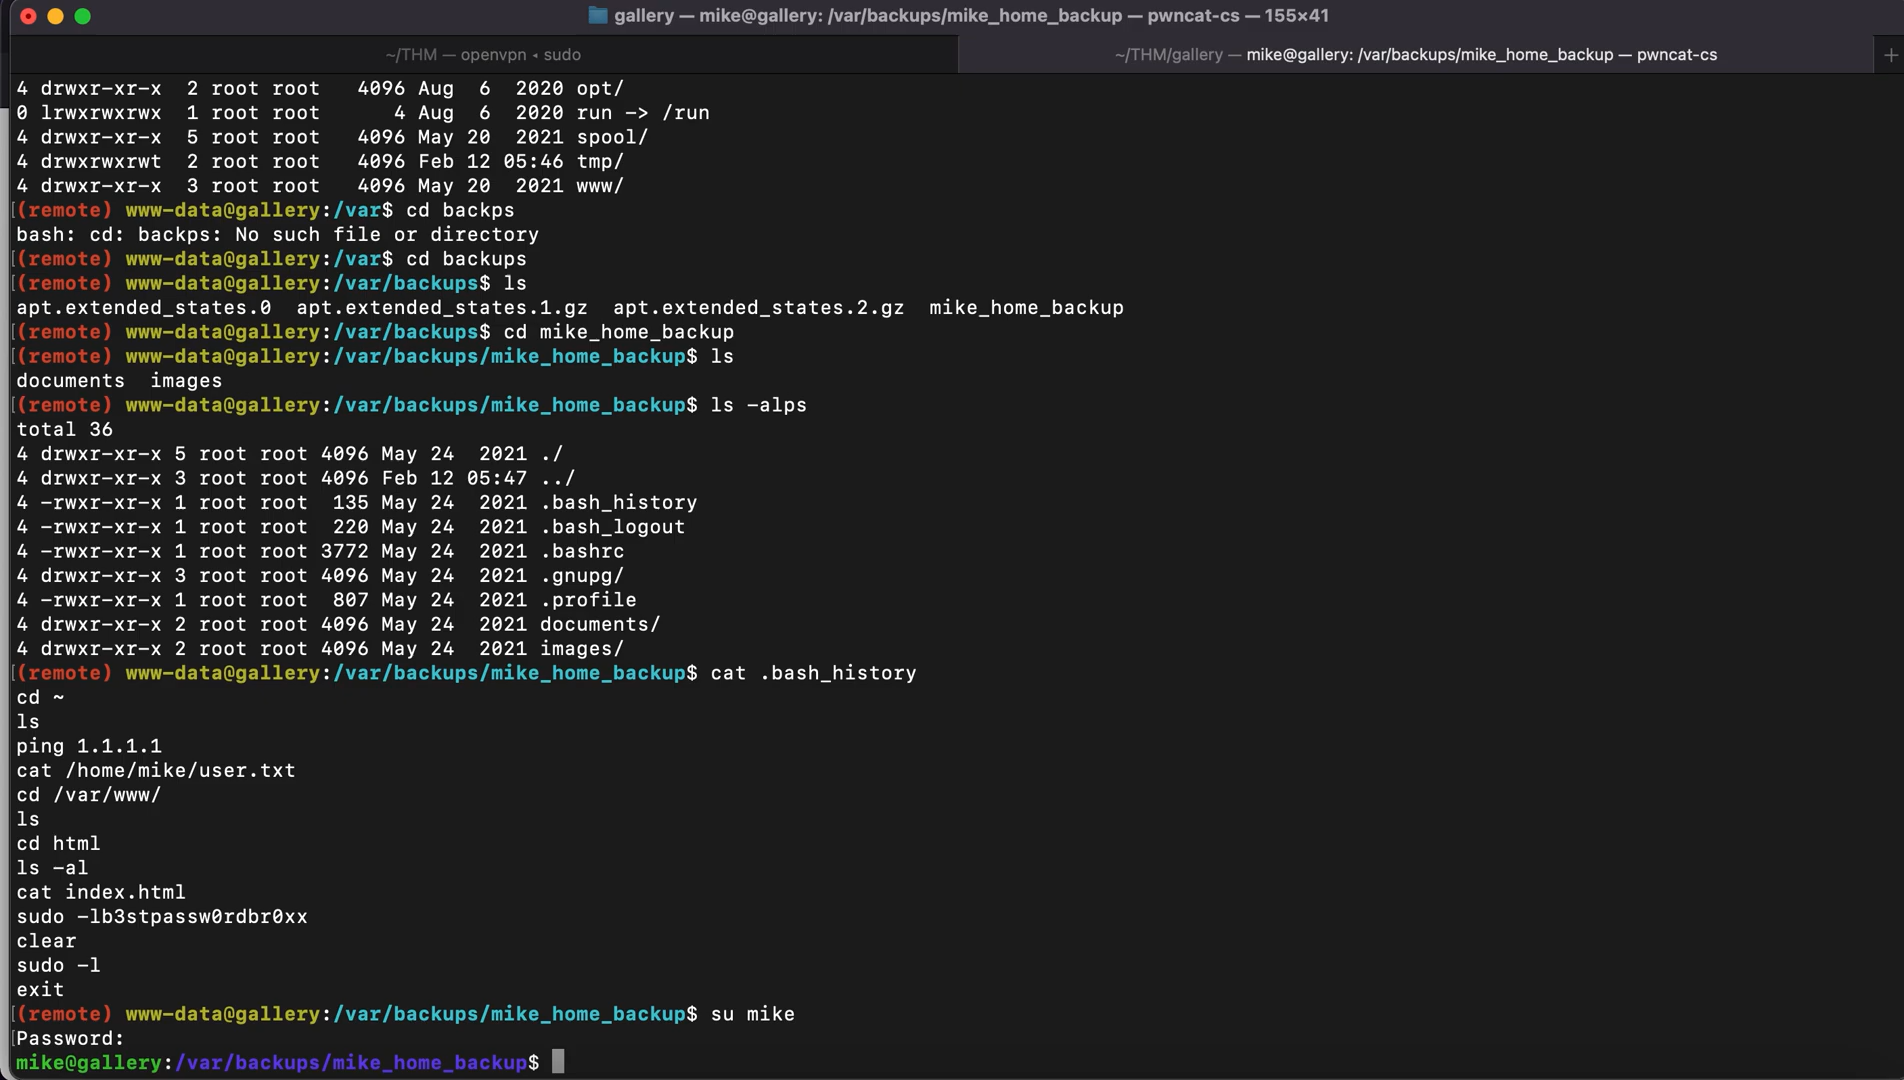 gallery — mike@gallery: /var/backups/mike_home_backup — pwncat-cs — 155×41
~/THM — openvpn ◂ sudo
~/THM/gallery — mike@gallery: /var/backups/mike_home_backup — pwncat-cs
4 drwxr-xr-x  2 root root   4096 Aug  6  2020 opt/
0 lrwxrwxrwx  1 root root      4 Aug  6  2020 run -> /run
4 drwxr-xr-x  5 root root   4096 May 20  2021 spool/
4 drwxrwxrwt  2 root root   4096 Feb 12 05:46 tmp/
4 drwxr-xr-x  3 root root   4096 May 20  2021 www/
[(remote) www-data@gallery:/var$ cd backps
bash: cd: backps: No such file or directory
[(remote) www-data@gallery:/var$ cd backups
[(remote) www-data@gallery:/var/backups$ ls
apt.extended_states.0  apt.extended_states.1.gz  apt.extended_states.2.gz  mike_home_backup
[(remote) www-data@gallery:/var/backups$ cd mike_home_backup
[(remote) www-data@gallery:/var/backups/mike_home_backup$ ls
documents  images
[(remote) www-data@gallery:/var/backups/mike_home_backup$ ls -alps
total 36
4 drwxr-xr-x 5 root root 4096 May 24  2021 ./
4 drwxr-xr-x 3 root root 4096 Feb 12 05:47 ../
4 -rwxr-xr-x 1 root root  135 May 24  2021 .bash_history
4 -rwxr-xr-x 1 root root  220 May 24  2021 .bash_logout
4 -rwxr-xr-x 1 root root 3772 May 24  2021 .bashrc
4 drwxr-xr-x 3 root root 4096 May 24  2021 .gnupg/
4 -rwxr-xr-x 1 root root  807 May 24  2021 .profile
4 drwxr-xr-x 2 root root 4096 May 24  2021 documents/
4 drwxr-xr-x 2 root root 4096 May 24  2021 images/
[(remote) www-data@gallery:/var/backups/mike_home_backup$ cat .bash_history
cd ~
ls
ping 1.1.1.1
cat /home/mike/user.txt
cd /var/www/
ls
cd html
ls -al
cat index.html
sudo -lb3stpassw0rdbr0xx
clear
sudo -l
exit
[(remote) www-data@gallery:/var/backups/mike_home_backup$ su mike
[Password:
mike@gallery:/var/backups/mike_home_backup$